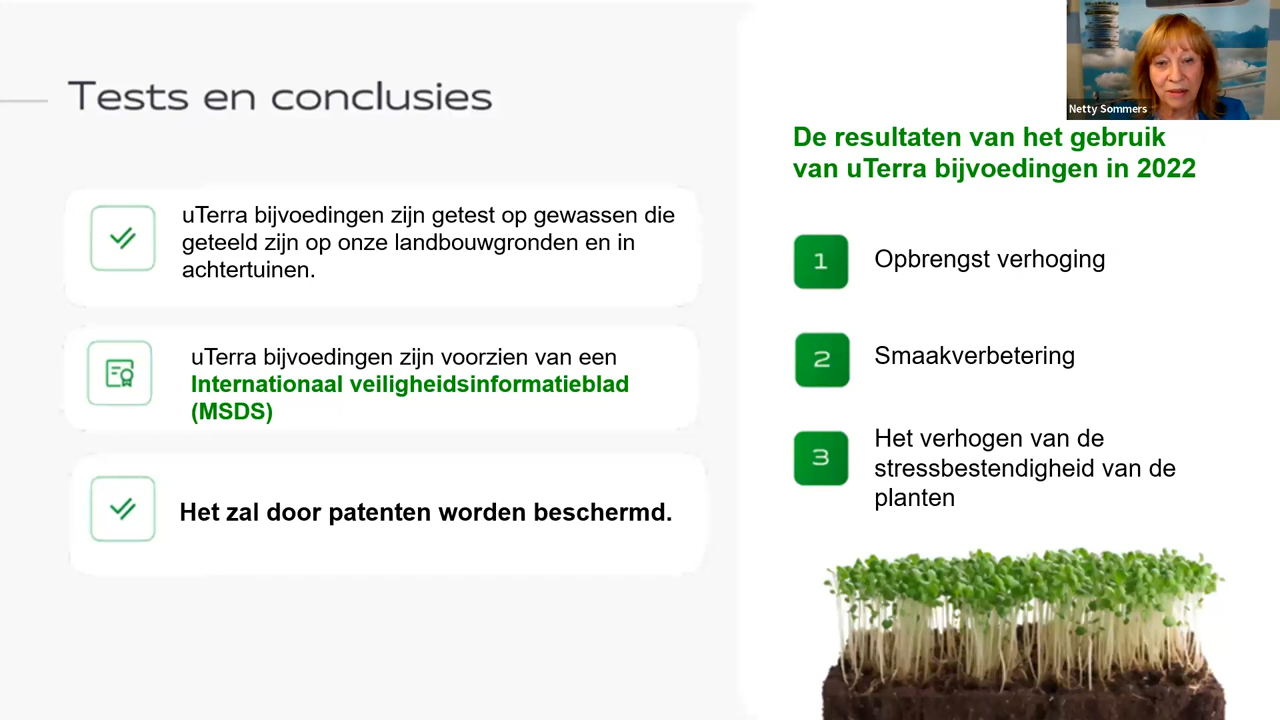 Tests en conclusies
uTerra bijvoedingen zijn getest op gewassen die
geteeld zijn op onze landbouwgronden en in
achtertuinen.
uTerra bijvoedingen zijn voorzien van een
Internationaal veiligheidsinformatieblad
(MSDS)
Het zal door patenten worden beschermd.
Netty Sommers
De resultaten van het gebruik
van uTerra bijvoedingen in 2022
1
Opbrengst verhoging
2
Smaakverbetering
3
Het verhogen van de
stressbestendigheid van de
planten